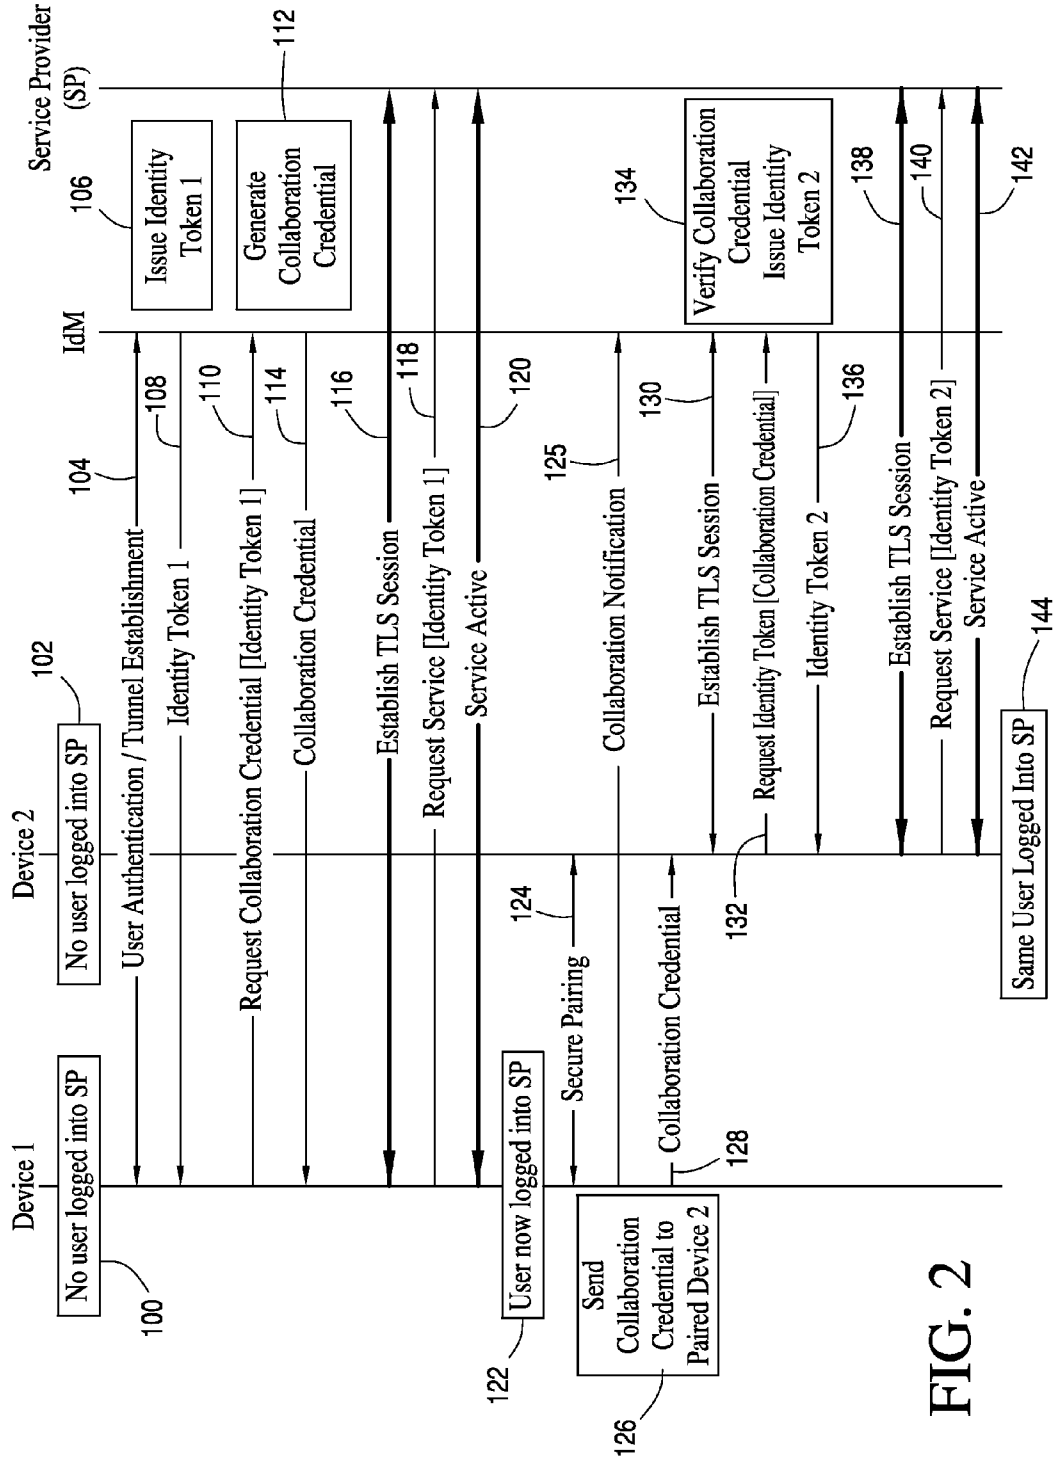 Device 1
Device 2
IdM
Service Provider
(SP)
No user logged into SP
100
No user logged into SP
102
User Authentication / Tunnel Establishment
104
Issue Identity
Token 1
106
Identity Token 1
108
Request Collaboration Credential [Identity Token 1]
110
Generate
Collaboration
Credential
112
Collaboration Credential
114
Establish TLS Session
116
Request Service [Identity Token 1]
118
Service Active
120
User now logged into SP
122
Secure Pairing
124
Collaboration Notification
125
Send
Collaboration
Credential to
Paired Device 2
126
Collaboration Credential
128
Establish TLS Session
130
Request Identity Token [Collaboration Credential]
132
Verify Collaboration
Credential
Issue Identity
Token 2
134
Identity Token 2
136
Establish TLS Session
138
Request Service [Identity Token 2]
140
Service Active
142
Same User Logged Into SP
144
FIG. 2